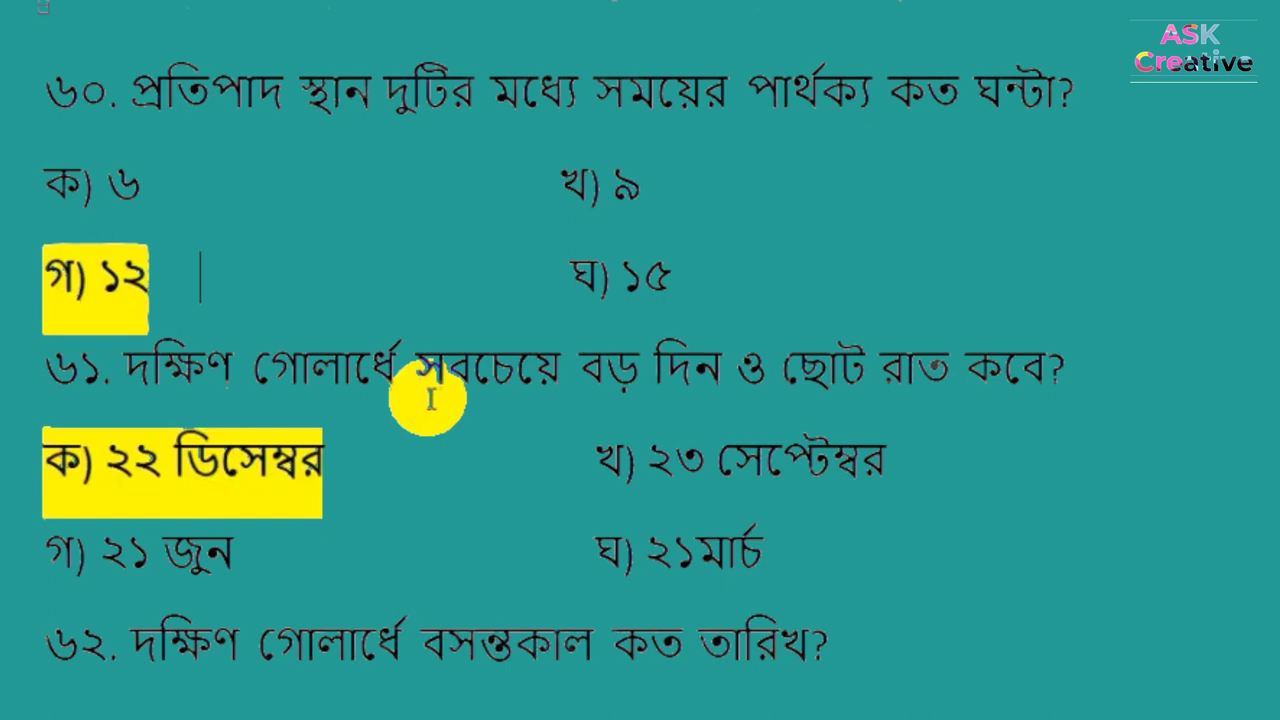 ASK
Creative
৬০. প্রতিপাদ স্থান দুটির মধ্যে সময়ের পার্থক্য কত ঘন্টা?
ক) ৬ খ) ৯
গ) ১২ ঘ) ১৫
৬১. দক্ষিণ গোলার্ধে সবচেয়ে বড় দিন ও ছোট রাত কবে?
ক) ২২ ডিসেম্বর খ) ২৩ সেপ্টেম্বর
গ) ২১ জুন ঘ) ২১মার্চ
৬২. দক্ষিণ গোলার্ধে বসন্তকাল কত তারিখ?